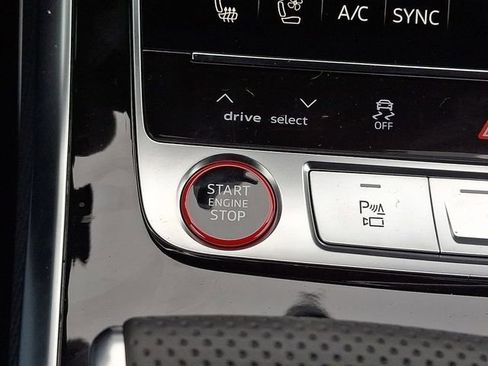 A/C SYNC
drive select
OFF
START
ENGINE
STOP
P